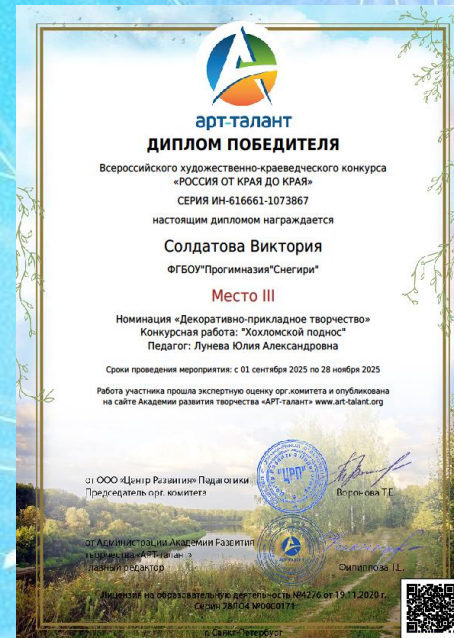 арт-талант
ДИПЛОМ ПОБЕДИТЕЛЯ
Всероссийского художественно-краеведческого конкурса
«РОССИЯ ОТ КРАЯ ДО КРАЯ»
СЕРИЯ ИН-616661-1073867
настоящим дипломом награждается
Солдатова Виктория
ФГБОУ"Прогимназия"Снегири"
Место III
Номинация «Декоративно-прикладное творчество»
Конкурсная работа: "Хохломской поднос"
Педагог: Лунева Юлия Александровна
Сроки проведения мероприятия: с 01 сентября 2025 по 28 ноября 2025
Работа участника прошла экспертную оценку орг.комитета и опубликована
на сайте Академии развития творчества «АРТ-талант» www.art-talant.org
от ООО «Центр Развития» Педагогики
Председатель орг. комитета
"ЦРП"
Воронова Т.Е.
от Администрации Академии Развития
творчества «АРТ-талант»
Главный редактор
Филиппова
Лицензия на образовательную деятельность №4276 от 19.11.2020 г.
Серия 78ЛО4 №0000171
г. Санкт-Петербург